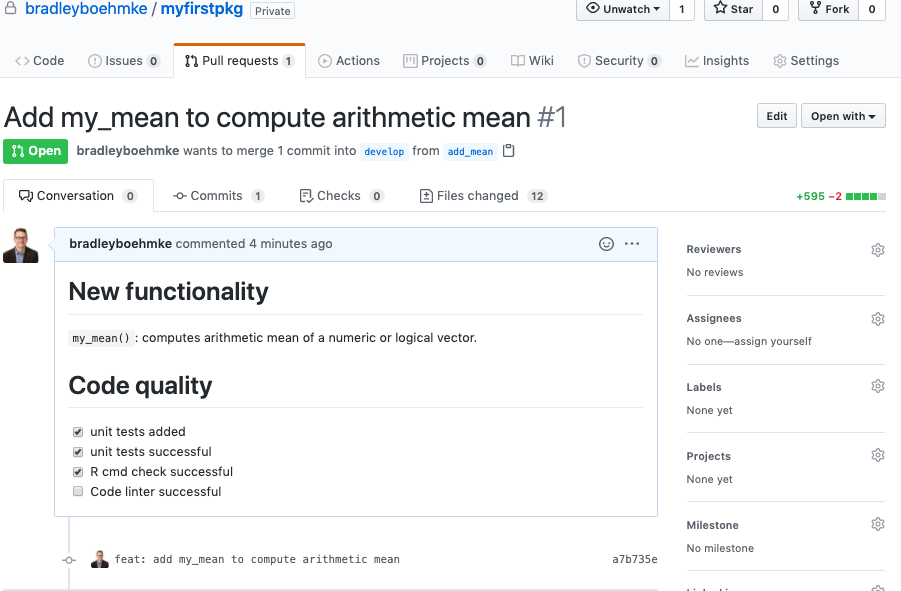 bradleyboehmke / myfirstpkg Private
Unwatch 1 Star 0 Fork 0
Code Issues 0 Pull requests 1 Actions Projects 0 Wiki Security 0 Insights Settings
Add my_mean to compute arithmetic mean #1
Edit Open with
Open bradleyboehmke wants to merge 1 commit into develop from add_mean
Conversation 0 Commits 1 Checks 0 Files changed 12 +595 −2
bradleyboehmke commented 4 minutes ago
New functionality
my_mean() : computes arithmetic mean of a numeric or logical vector.
Code quality
unit tests added
unit tests successful
R cmd check successful
Code linter successful
feat: add my_mean to compute arithmetic mean a7b735e
Reviewers
No reviews
Assignees
No one—assign yourself
Labels
None yet
Projects
None yet
Milestone
No milestone